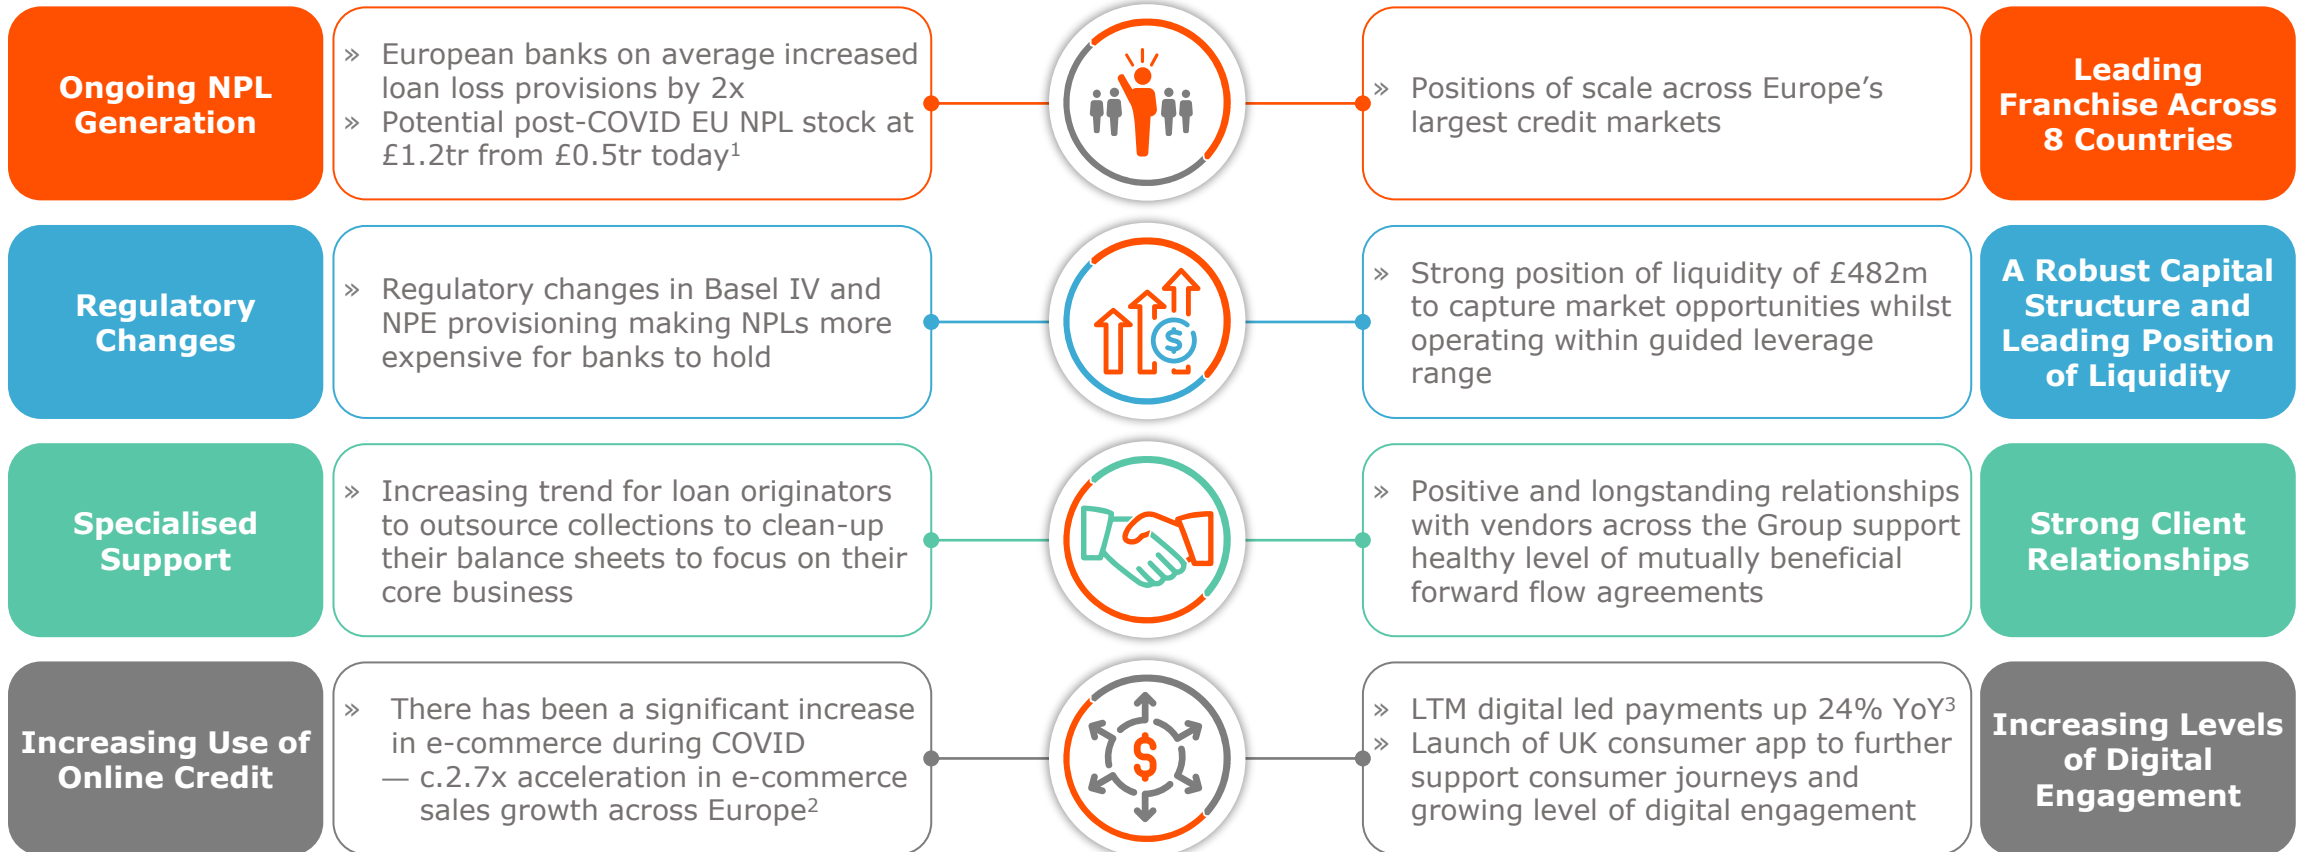 Ongoing NPL
Generation
» European banks on average increased
loan loss provisions by 2x
» Potential post-COVID EU NPL stock at
£1.2tr from £0.5tr today¹
» Positions of scale across Europe’s
largest credit markets
Leading
Franchise Across
8 Countries
Regulatory
Changes
» Regulatory changes in Basel IV and
NPE provisioning making NPLs more
expensive for banks to hold
$
» Strong position of liquidity of £482m
to capture market opportunities whilst
operating within guided leverage
range
A Robust Capital
Structure and
Leading Position
of Liquidity
Specialised
Support
» Increasing trend for loan originators
to outsource collections to clean-up
their balance sheets to focus on their
core business
» Positive and longstanding relationships
with vendors across the Group support
healthy level of mutually beneficial
forward flow agreements
Strong Client
Relationships
Increasing Use of
Online Credit
» There has been a significant increase
in e-commerce during COVID
— c.2.7x acceleration in e-commerce
sales growth across Europe²
$
» LTM digital led payments up 24% YoY³
» Launch of UK consumer app to further
support consumer journeys and
growing level of digital engagement
Increasing Levels
of Digital
Engagement